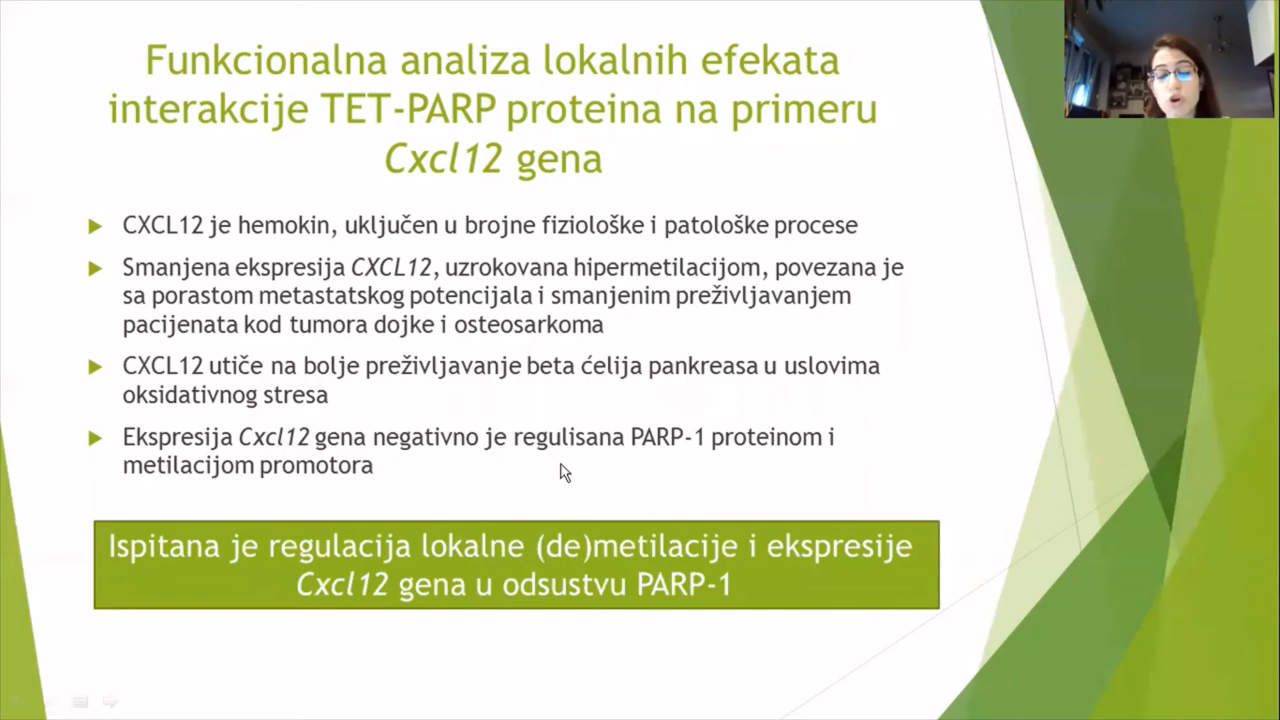 Funkcionalna analiza lokalnih efekata
interakcije TET-PARP proteina na primeru
Cxcl12 gena
CXCL12 je hemokin, uključen u brojne fiziološke i patološke procese
Smanjena ekspresija CXCL12, uzrokovana hipermetilacijom, povezana je
sa porastom metastatskog potencijala i smanjenim preživljavanjem
pacijenata kod tumora dojke i osteosarkoma
CXCL12 utiče na bolje preživljavanje beta ćelija pankreasa u uslovima
oksidativnog stresa
Ekspresija Cxcl12 gena negativno je regulisana PARP-1 proteinom i
metilacijom promotora
Ispitana je regulacija lokalne (de)metilacije i ekspresije
Cxcl12 gena u odsustvu PARP-1